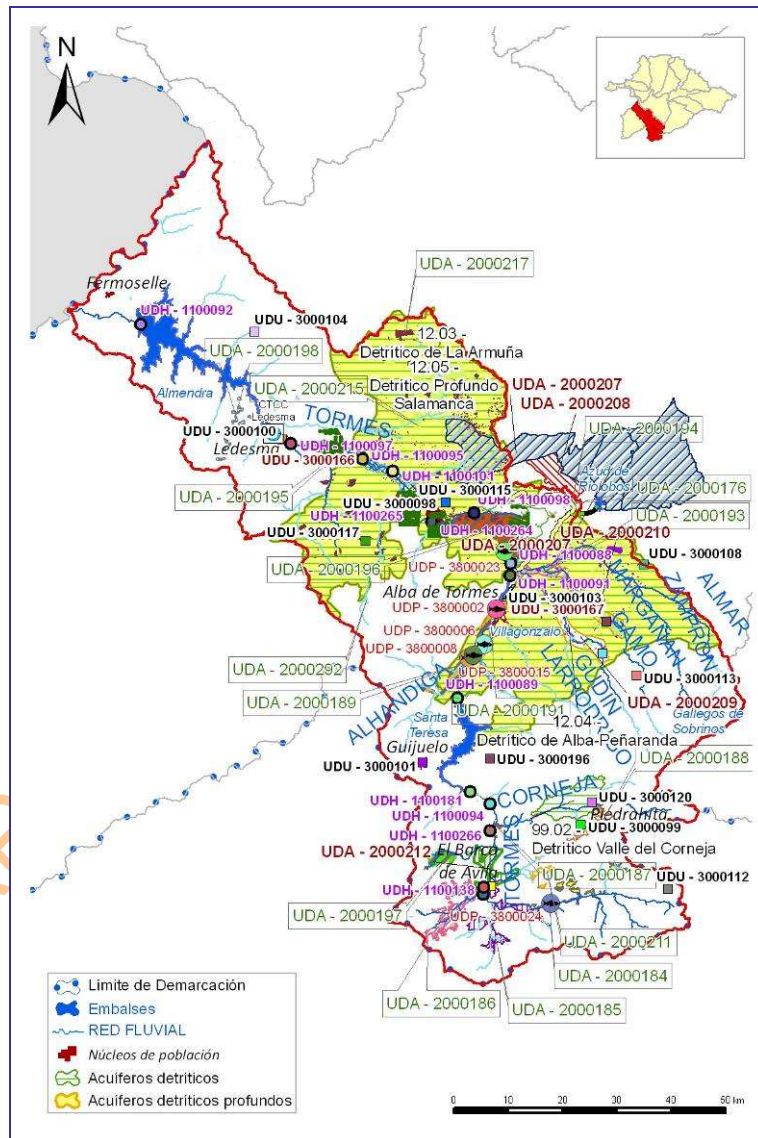 N
Fermoselle
UDH - 1100092
UDU - 3000104
UDA - 2000217
UDA - 2000198
Almendra
UDA - 2000215
12.03 -
Detrítico de La Armuña
12.05 -
Detrítico Profundo
Salamanca
UDA - 2000207
UDA - 2000208
UDA - 2000194
CTCC
Ledesma
TORMES
UDU - 3000100
Ledesma
UDH - 1100097
UDU - 3000166
UDH - 1100095
UDH - 1100101
Azud de
Riolobos
UDA - 2000176
UDA - 2000195
UDU - 3000115
UDU - 3000098
UDH - 1100098
UDA - 2000193
UDH - 1100265
UDH - 1100264
UDA - 2000210
UDU - 3000117
UDA - 2000207
UDH - 1100088
UDU - 3000108
UDA - 2000196
UDP - 3800023
UDH - 1100091
Alba de Tormes
UDU - 3000103
UDP - 3800002
UDU - 3000167
MARGAÑAN
ZAMPRON
ALMAR
GAMO
UDP - 3800006
Villagonzalo
UDP - 3800008
AGUDIN
LARRODRIGO
UDA - 2000292
UDP - 3800015
UDU - 3000113
UDA - 2000189
UDH - 1100089
UDA - 2000209
ALHANDIGA
UDA - 2000191
Gallegos de
Sobrinos
Santa
Teresa
12.04 -
Detrítico de Alba-Peñaranda
Guijuelo
UDU - 3000101
UDU - 3000196
UDA - 2000188
UDH - 1100181
CORNEJA
UDU - 3000120
UDH - 1100094
Piedrahita
UDU - 3000099
UDH - 1100266
99.02 -
Detrítico Valle del Corneja
UDA - 2000212
El Barco
de Avila
TORMES
UDA - 2000187
UDU - 3000112
UDH - 1100138
UDA - 2000197
UDP - 3800024
UDA - 2000211
UDA - 2000184
UDA - 2000186
UDA - 2000185
Limite de Demarcación
Embalses
RED FLUVIAL
Núcleos de población
Acuíferos detríticos
Acuíferos detríticos profundos
0 10 20 30 40 50 km